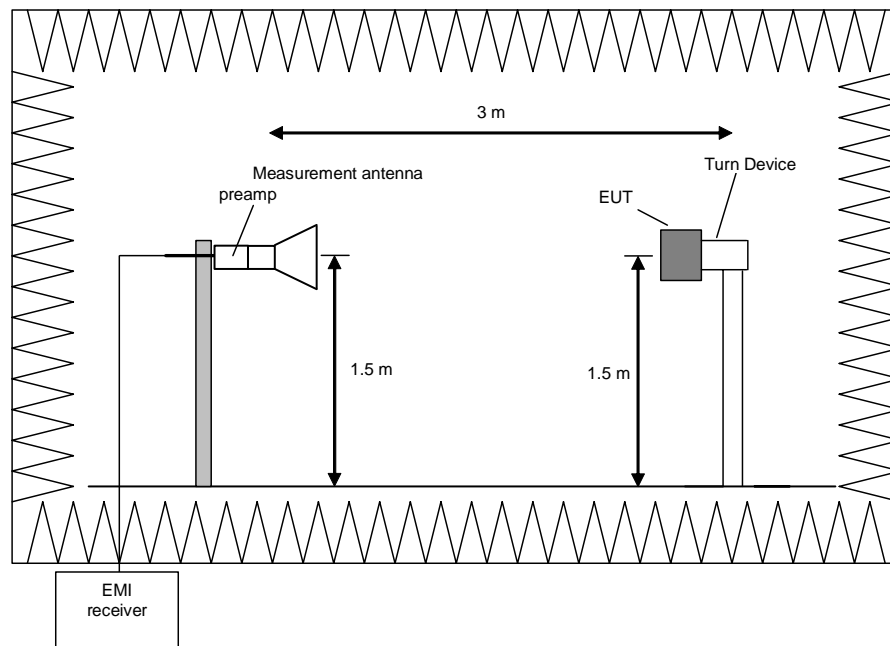 3 m
Measurement antenna
preamp
Turn Device
EUT
1.5 m
1.5 m
EMI
receiver